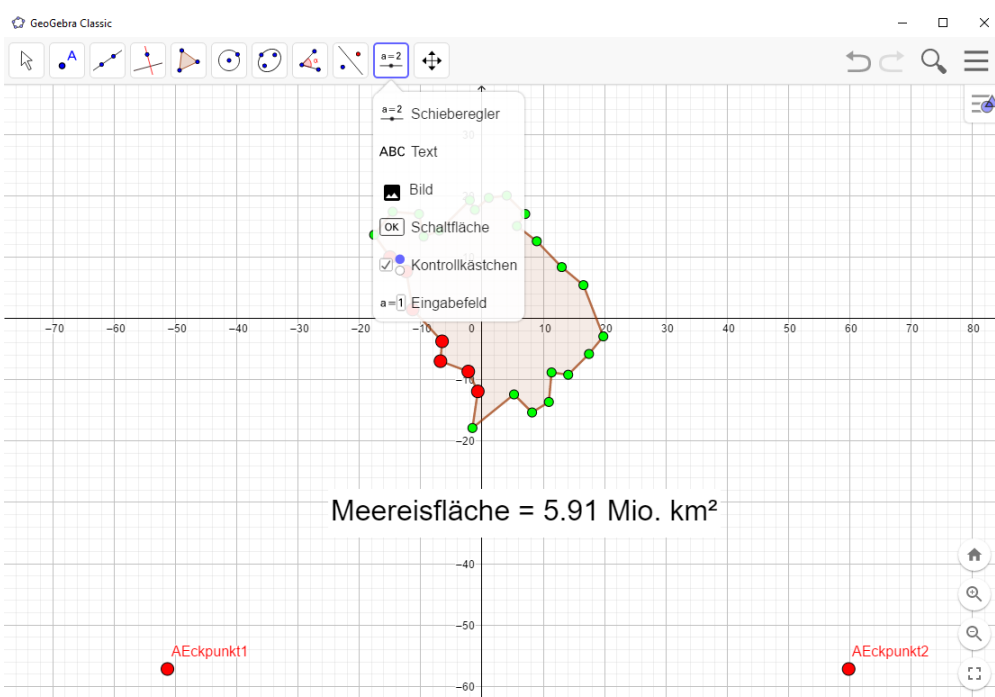 GeoGebra Classic
a=2
a=2 Schieberegler
ABC Text
Bild
OK Schaltfläche
Kontrollkästchen
a=1 Eingabefeld
30
20
10
−70 −60 −50 −40 −30 −20 −10 0 10 20 30 40 50 60 70 80
−10
−20
Meereisfläche = 5.91 Mio. km²
−40
−50
AEckpunkt1 AEckpunkt2
−60